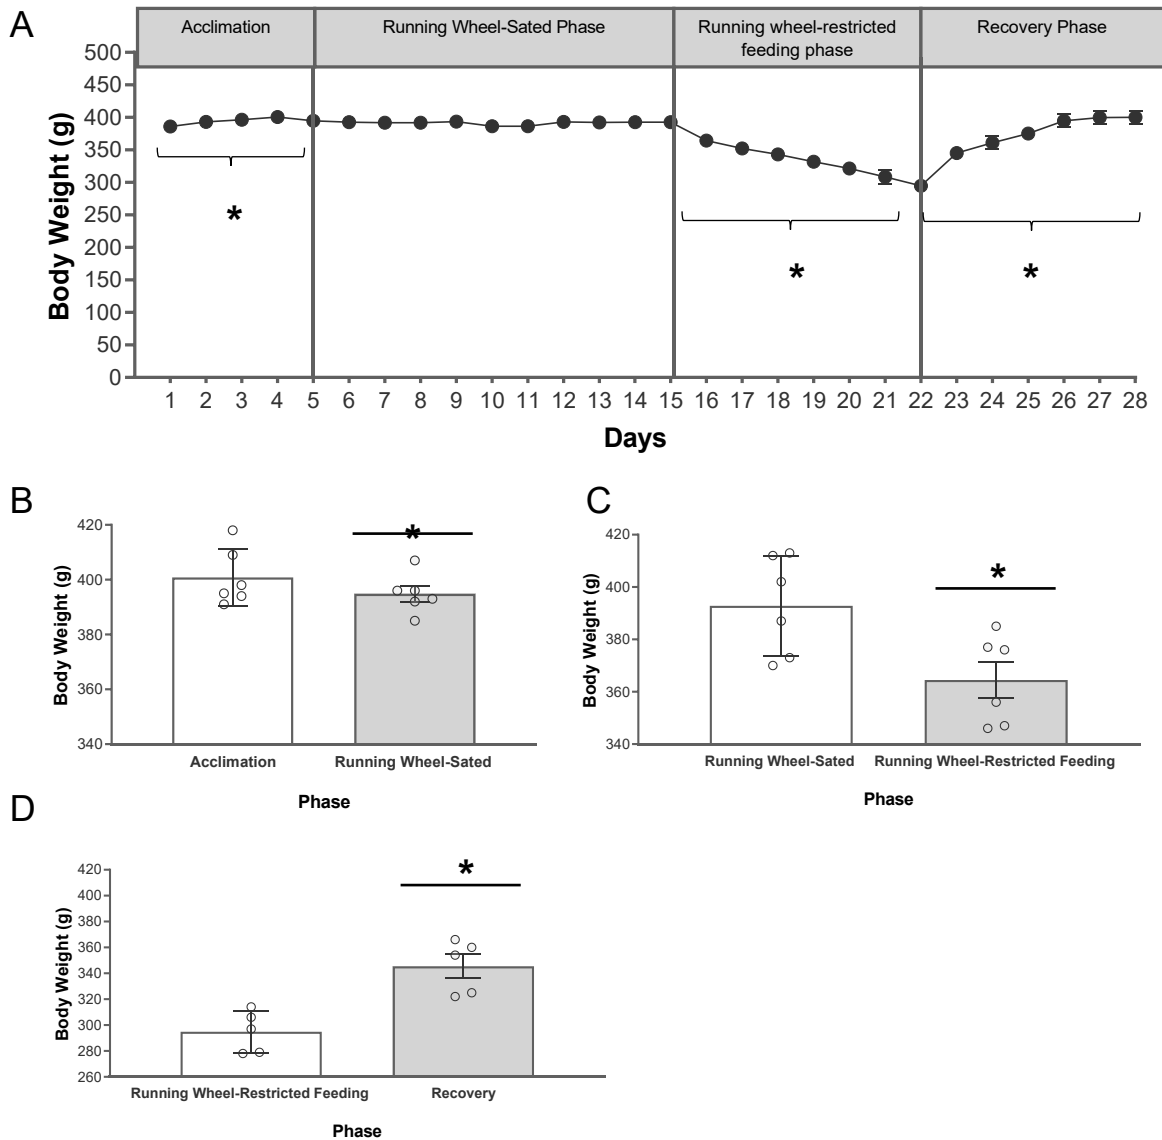 A
Acclimation
Running Wheel-Sated Phase
Running wheel-restricted
feeding phase
Recovery Phase
500
450
400
350
300
250
200
150
100
50
0
Body Weight (g)
*
*
*
1 2 3 4 5 6 7 8 9 10 11 12 13 14 15 16 17 18 19 20 21 22 23 24 25 26 27 28
Days
B
420
400
380
360
340
Body Weight (g)
*
Acclimation
Running Wheel-Sated
Phase
C
420
400
380
360
340
Body Weight (g)
*
Running Wheel-Sated
Running Wheel-Restricted Feeding
Phase
D
420
400
380
360
340
320
300
280
260
Body Weight (g)
*
Running Wheel-Restricted Feeding
Recovery
Phase